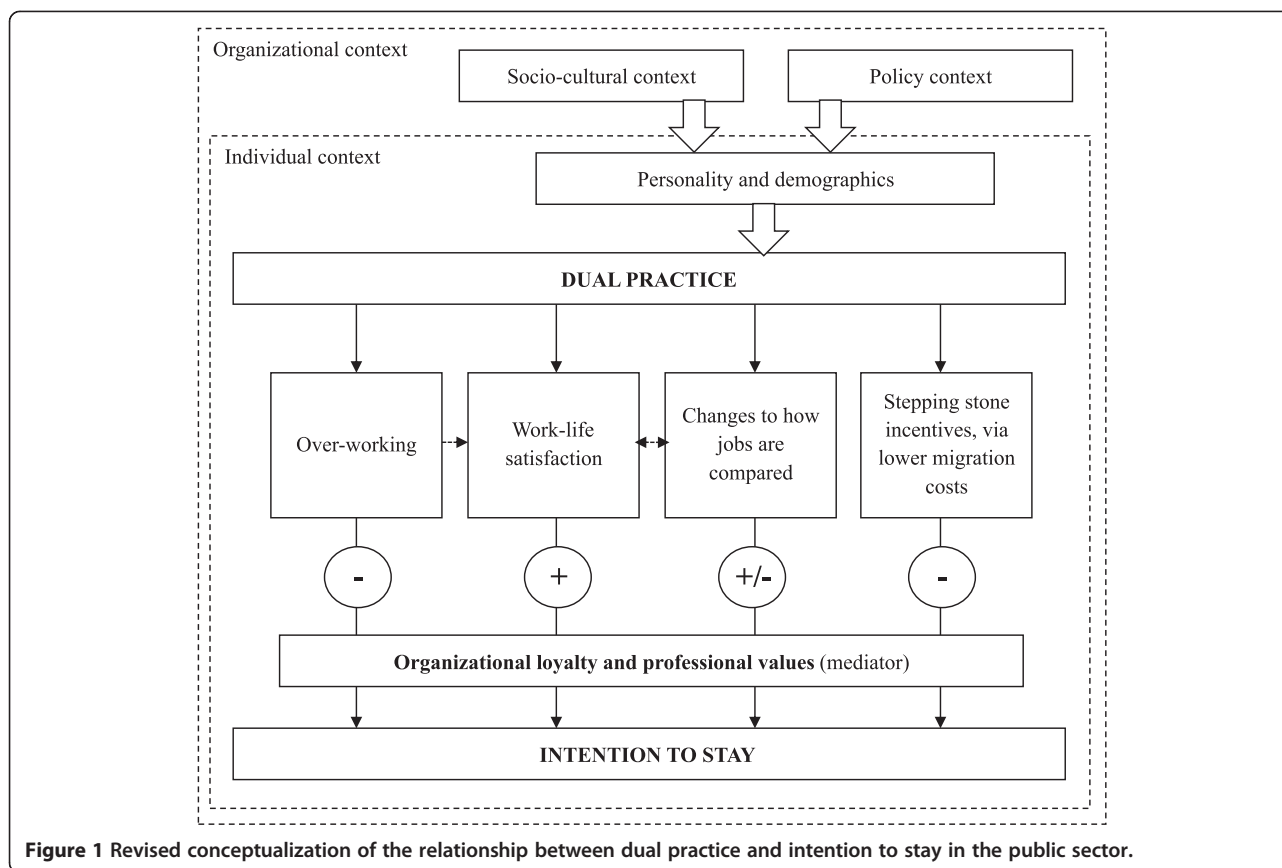 Organizational context
Socio-cultural context
Policy context
Individual context
Personality and demographics
DUAL PRACTICE
Over-working
Work-life
satisfaction
Changes to how
jobs are
compared
Stepping stone
incentives, via
lower migration
costs
-
+
+/-
-
Organizational loyalty and professional values (mediator)
INTENTION TO STAY
Figure 1 Revised conceptualization of the relationship between dual practice and intention to stay in the public sector.